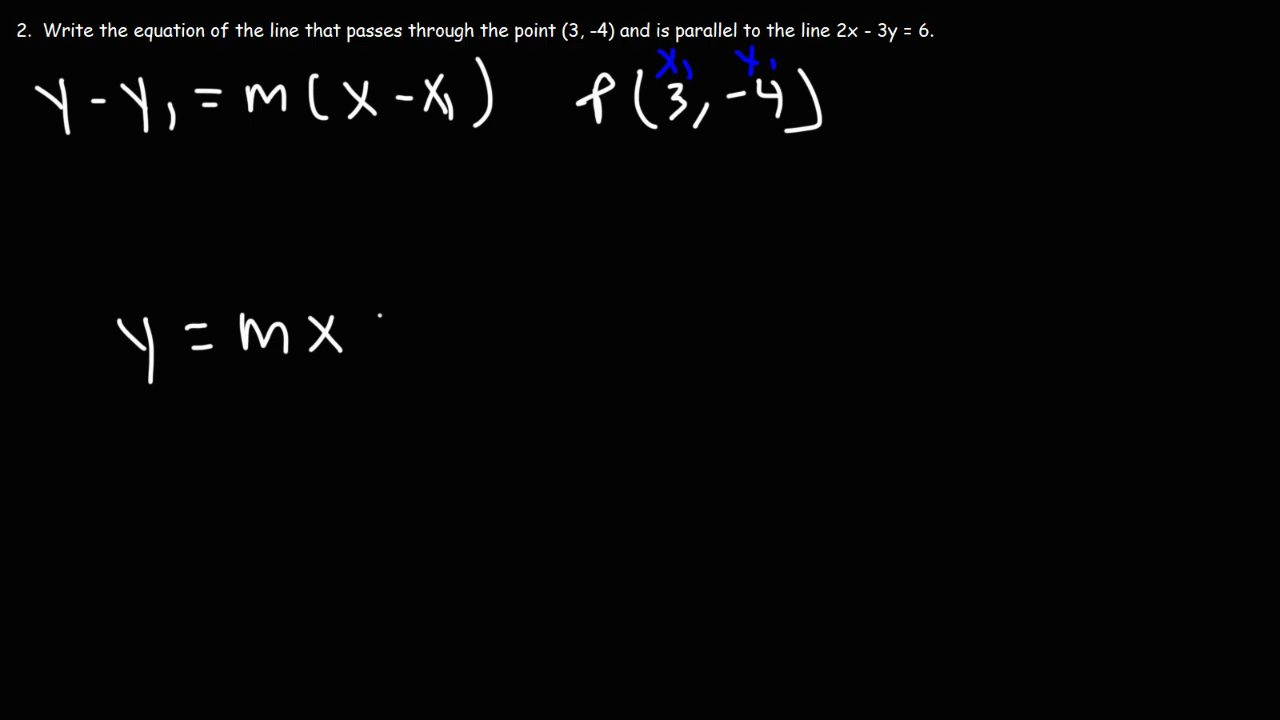 2. Write the equation of the line that passes through the point (3, -4) and is parallel to the line 2x - 3y = 6.
x₁ y₁
y - y₁ = m(x - x₁) P(3, -4)
y = mx